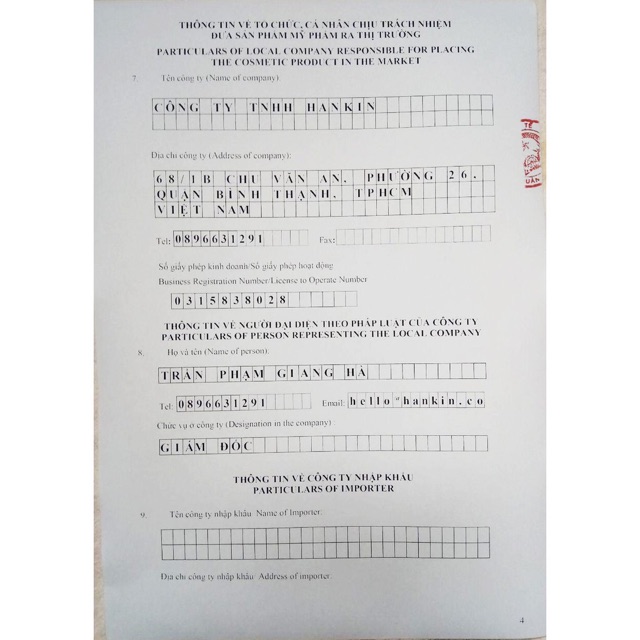 THÔNG TIN VỀ TỔ CHỨC, CÁ NHÂN CHỊU TRÁCH NHIỆM
ĐƯA SẢN PHẨM MỸ PHẨM RA THỊ TRƯỜNG
PARTICULARS OF LOCAL COMPANY RESPONSIBLE FOR PLACING
THE COSMETIC PRODUCT IN THE MARKET
7. Tên công ty (Name of company)
CÔNG TY TNHH HANKIN
Địa chỉ công ty (Address of company):
68/1B CHU VĂN AN, PHƯỜNG 26,
QUẬN BÌNH THẠNH, TPHCM
VIỆT NAM
Tel: 0896631291 Fax:
Số giấy phép kinh doanh/Số giấy phép hoạt động
Business Registration Number/License to Operate Number
0315838028
THÔNG TIN VỀ NGƯỜI ĐẠI DIỆN THEO PHÁP LUẬT CỦA CÔNG TY
PARTICULARS OF PERSON REPRESENTING THE LOCAL COMPANY
8. Họ và tên (Name of person):
TRẦN PHẠM GIANG HÀ
Tel: 0896631291 Email: hello@hankin.co
Chức vụ ở công ty (Designation in the company)
GIÁM ĐỐC
THÔNG TIN VỀ CÔNG TY NHẬP KHẨU
PARTICULARS OF IMPORTER
9. Tên công ty nhập khẩu Name of Importer:
Địa chỉ công ty nhập khẩu Address of importer:
4